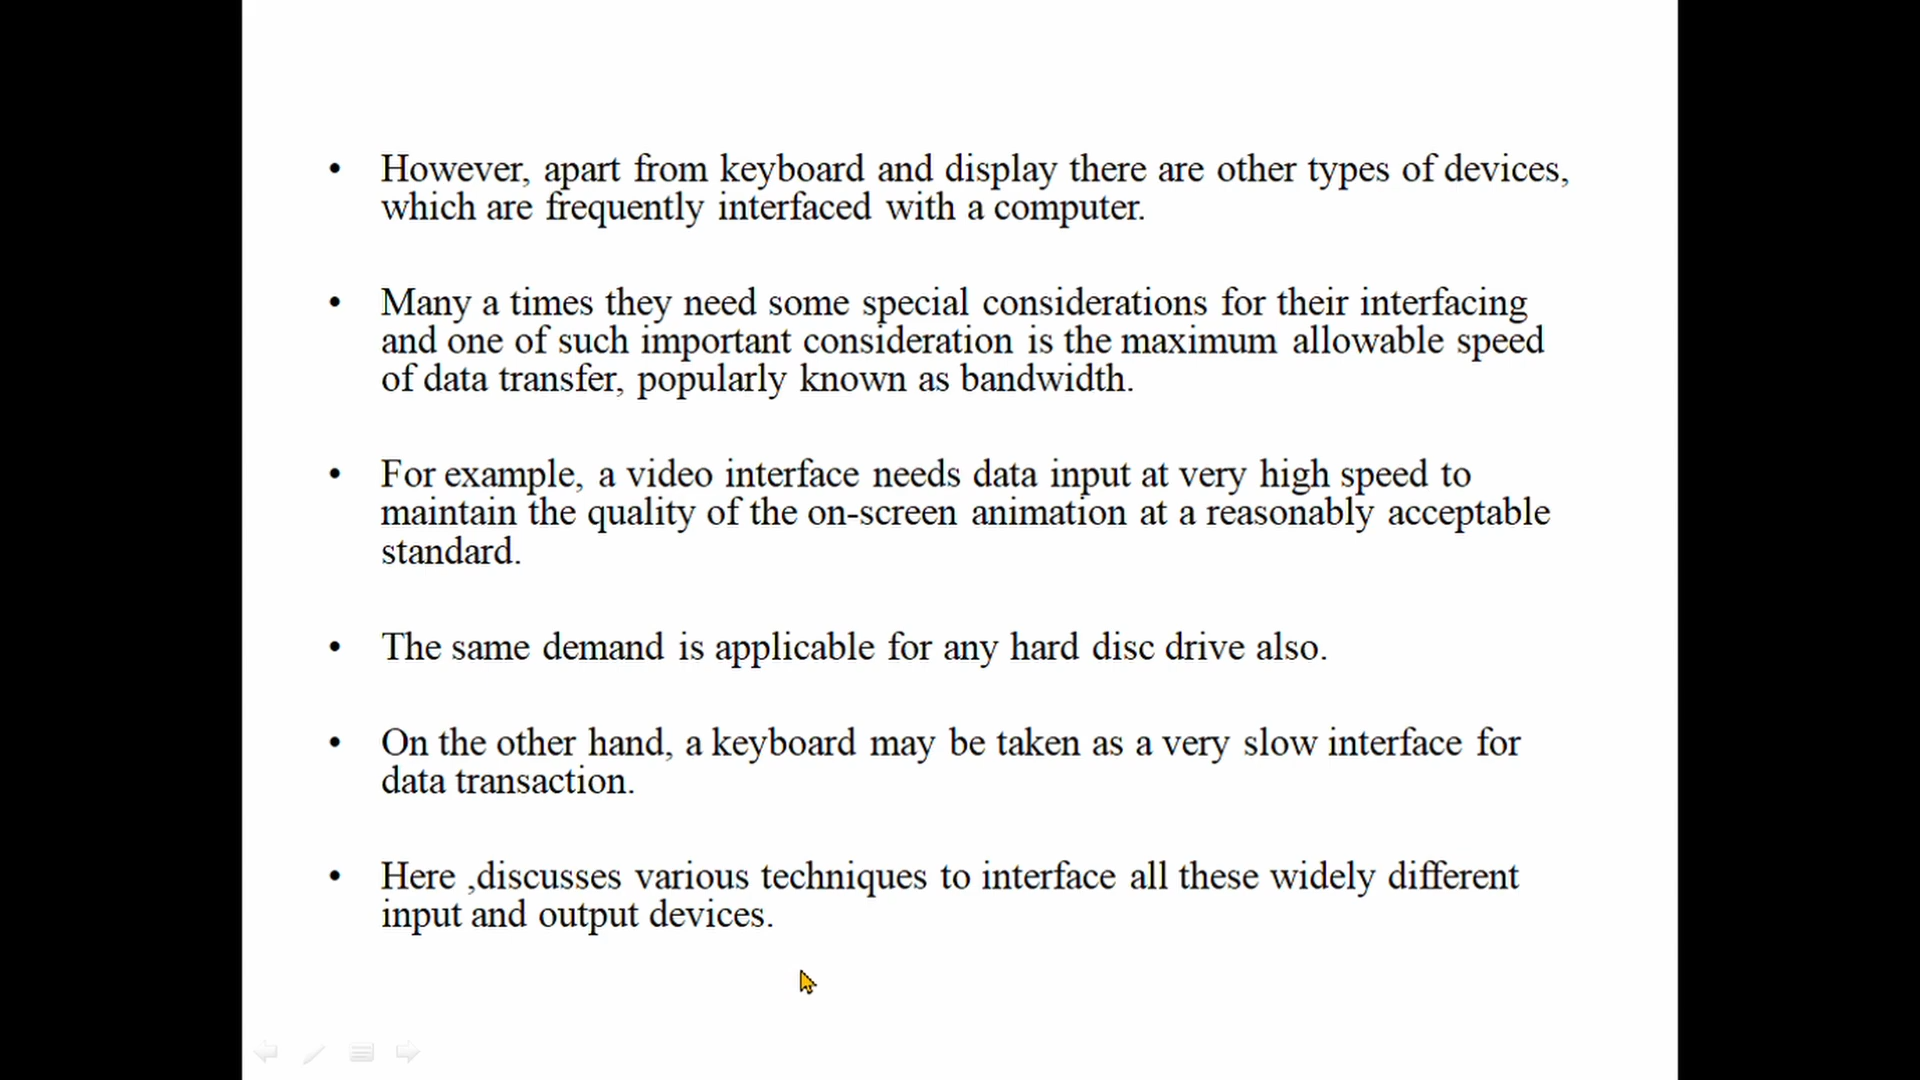 • However, apart from keyboard and display there are other types of devices,
which are frequently interfaced with a computer.
• Many a times they need some special considerations for their interfacing
and one of such important consideration is the maximum allowable speed
of data transfer, popularly known as bandwidth.
• For example, a video interface needs data input at very high speed to
maintain the quality of the on-screen animation at a reasonably acceptable
standard.
• The same demand is applicable for any hard disc drive also.
• On the other hand, a keyboard may be taken as a very slow interface for
data transaction.
• Here ,discusses various techniques to interface all these widely different
input and output devices.